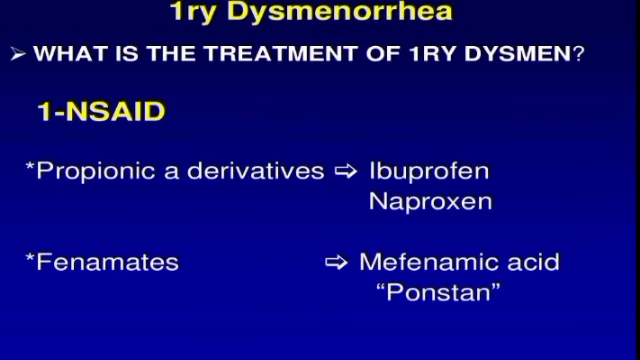 1ry Dysmenorrhea
➢ WHAT IS THE TREATMENT OF 1RY DYSMEN?
1-NSAID
*Propionic a derivatives ⇨ Ibuprofen
Naproxen
*Fenamates ⇨ Mefenamic acid
“Ponstan”